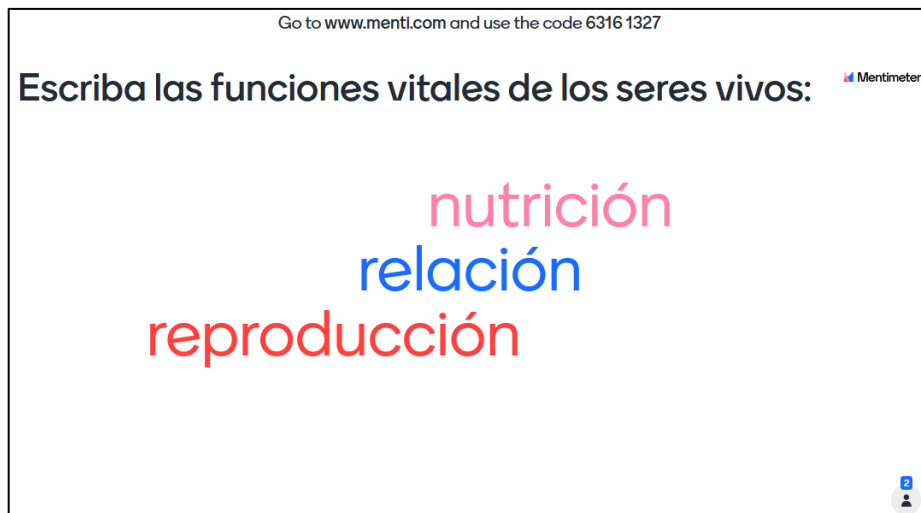 Go to www.menti.com and use the code 6316 1327
Escriba las funciones vitales de los seres vivos:
Mentimeter
nutrición
relación
reproducción
2